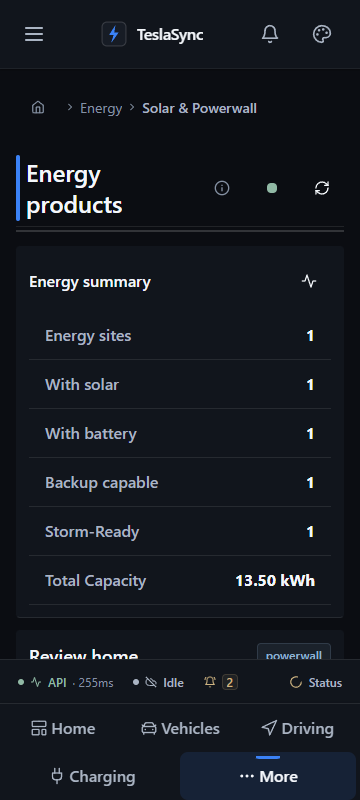 TeslaSync
Energy
Solar & Powerwall
Energy
products
Energy summary
Energy sites 1
With solar 1
With battery 1
Backup capable 1
Storm-Ready 1
Total Capacity 13.50 kWh
Review home
powerwall
API · 255ms
Idle
2
Status
Home
Vehicles
Driving
Charging
More